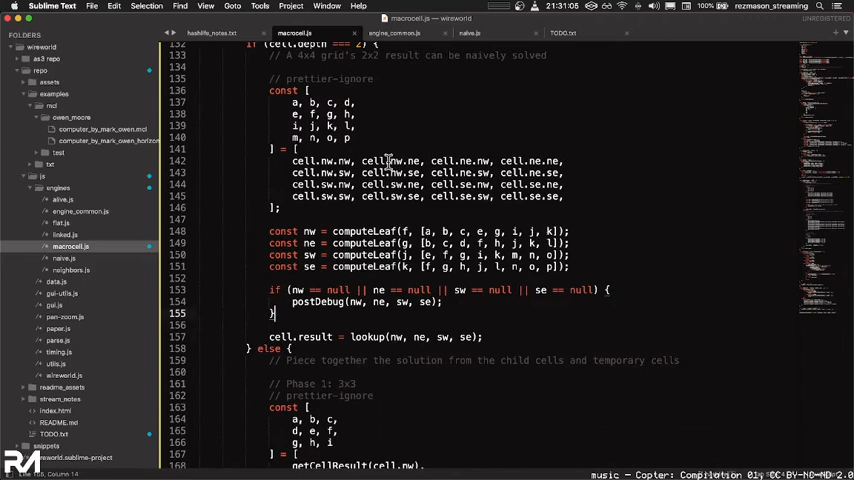 Sublime Text File Edit Selection Find View Goto Tools Project Window Help 100% rezmason_streaming
21:31:05 macrocell.js — wireworld UNREGISTERED
FOLDERS
wireworld
as3 repo
repo
assets
examples
mcl
owen_moore
computer_by_mark_owen.mcl
computer_by_mark_owen_horizon
test
txt
js
engines
alive.js
engine_common.js
flat.js
linked.js
macrocell.js
naive.js
neighbors.js
data.js
gui-utils.js
gui.js
pan-zoom.js
paper.js
parse.js
timing.js
utils.js
wireworld.js
readme_assets
stream_notes
index.html
README.md
TODO.txt
snippets
wireworld.sublime-project
hashlife_notes.txt macrocell.js engine_common.js naive.js TODO.txt
132 if (cell.depth === 2) {
133 // A 4x4 grid's 2x2 result can be naively solved
134
135 // prettier-ignore
136 const [
137 a, b, c, d,
138 e, f, g, h,
139 i, j, k, l,
140 m, n, o, p
141 ] = [
142 cell.nw.nw, cell.nw.ne, cell.ne.nw, cell.ne.ne,
143 cell.nw.sw, cell.nw.se, cell.ne.sw, cell.ne.se,
144 cell.sw.nw, cell.sw.ne, cell.se.nw, cell.se.ne,
145 cell.sw.sw, cell.sw.se, cell.se.sw, cell.se.se,
146 ];
147
148 const nw = computeLeaf(f, [a, b, c, e, g, i, j, k]);
149 const ne = computeLeaf(g, [b, c, d, f, h, j, k, l]);
150 const sw = computeLeaf(j, [e, f, g, i, k, m, n, o]);
151 const se = computeLeaf(k, [f, g, h, j, l, n, o, p]);
152
153 if (nw == null || ne == null || sw == null || se == null) {
154 postDebug(nw, ne, sw, se);
155 }
156
157 cell.result = lookup(nw, ne, sw, se);
158 } else {
159 // Piece together the solution from the child cells and temporary cells
160
161 // Phase 1: 3x3
162 // prettier-ignore
163 const [
164 a, b, c,
165 d, e, f,
166 g, h, i
167 ] = [
168 getCellResult(cell.nw),
Line 155, Column 14
music - Copter: Compilation 01; CC BY-NC-ND 2.0